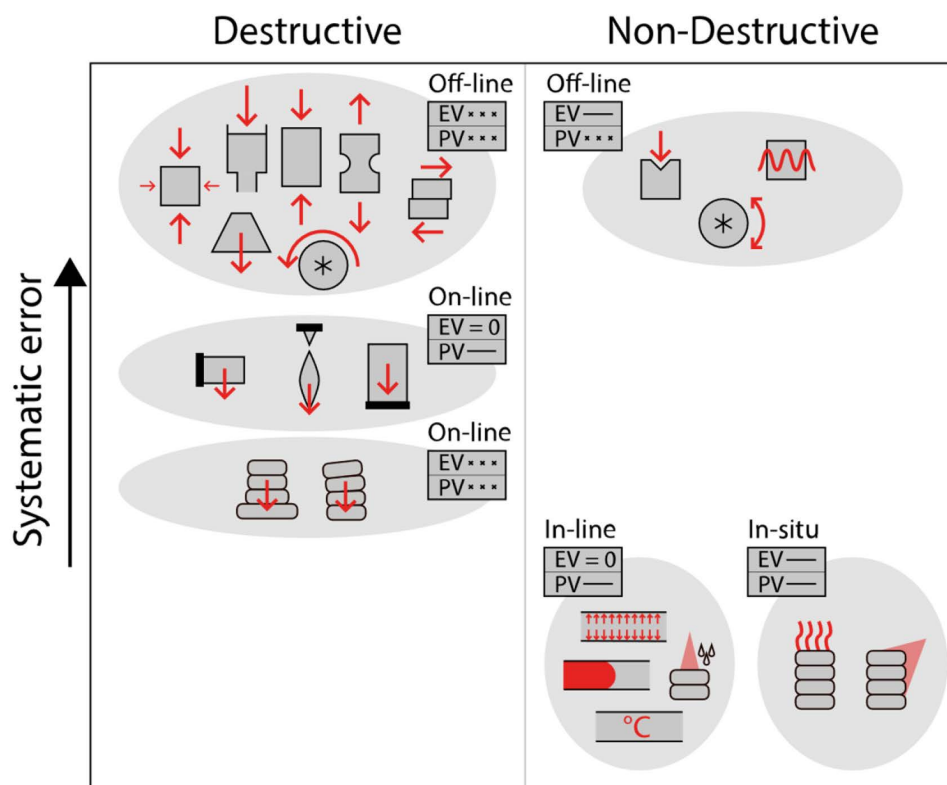 Destructive
Non-Destructive
Systematic error
Off-line
EV × × ×
PV × × ×
Off-line
EV —
PV × × ×
On-line
EV = 0
PV —
On-line
EV × × ×
PV × × ×
In-line
EV = 0
PV —
In-situ
EV —
PV —
°C